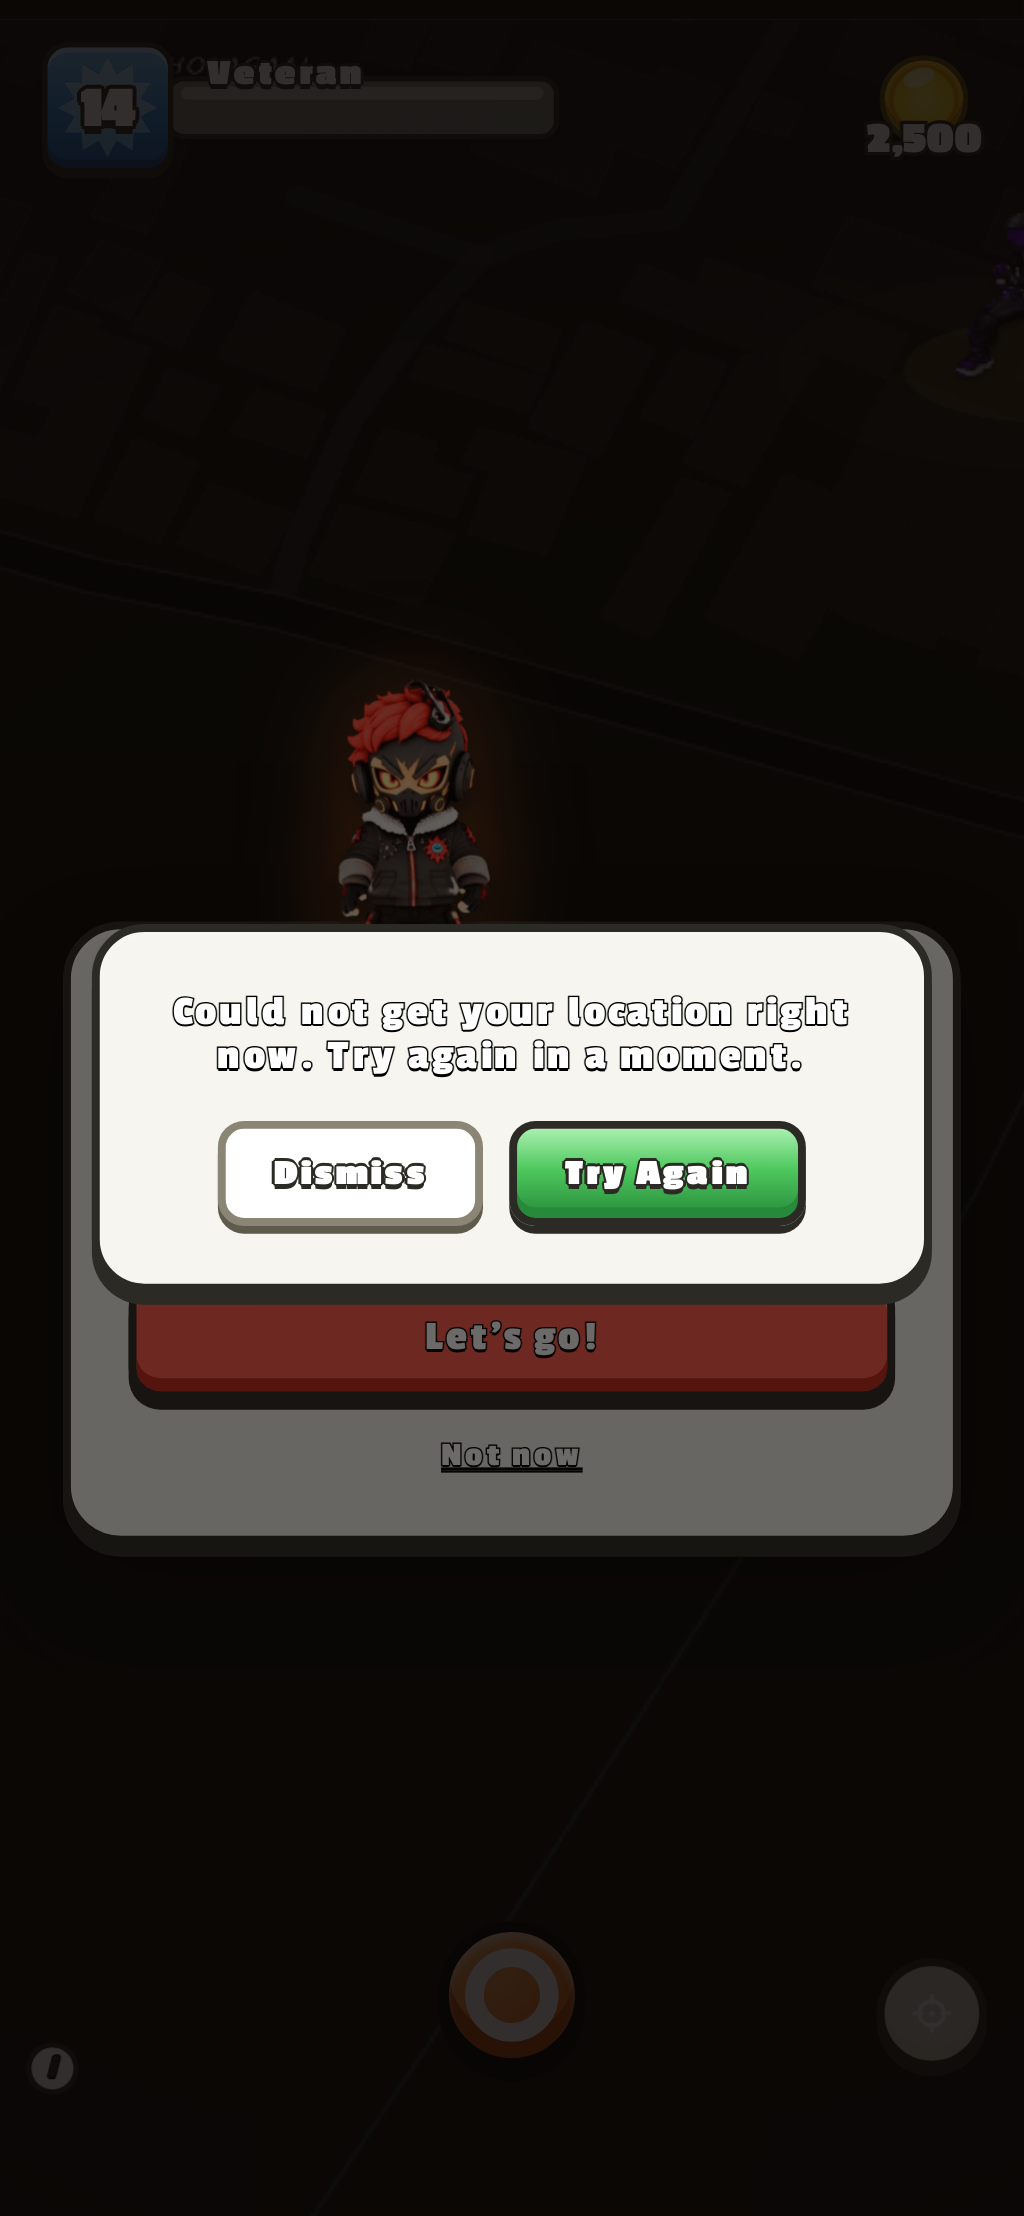 Veteran
14
2,500
Could not get your location right
now. Try again in a moment.
Dismiss
Try Again
Let's go!
Not now